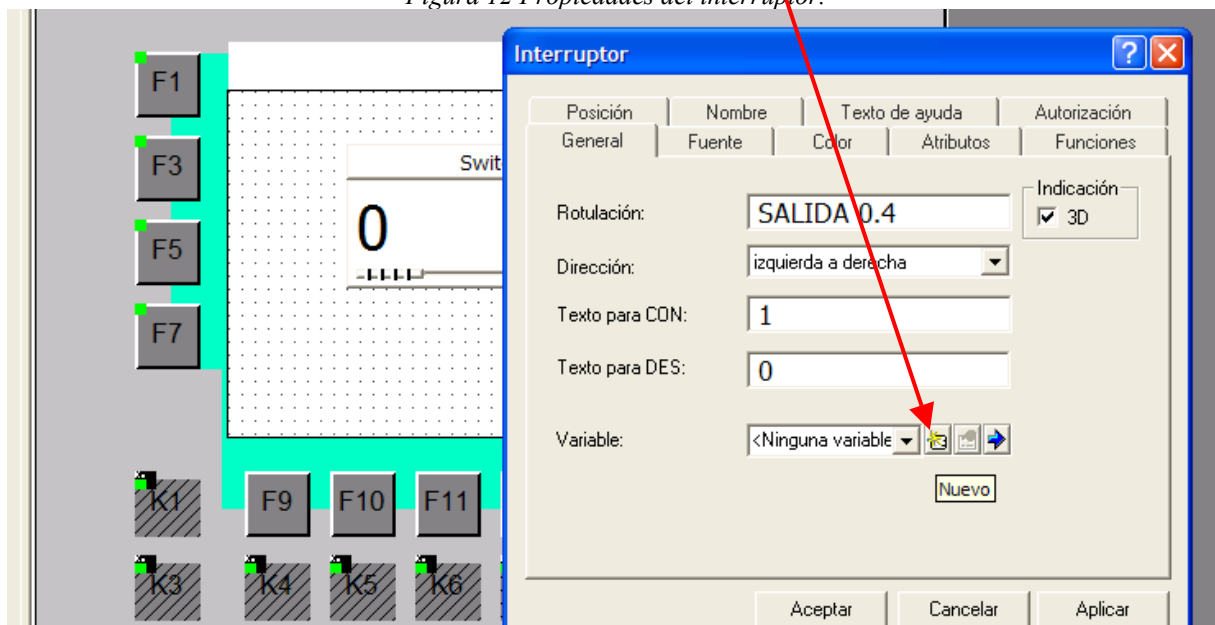 Figura 12 Propiedades del interruptor.
Interruptor
Posición Nombre Texto de ayuda Autorización
General Fuente Color Atributos Funciones
Indicación
Rotulación: SALIDA 0.4 3D
Dirección: izquierda a derecha
Texto para CON: 1
Texto para DES: 0
Variable: <Ninguna variable
Nuevo
Aceptar Cancelar Aplicar
F1
F3
F5
F7
Swit
0
K1 F9 F10 F11
K3 K4 K5 K6